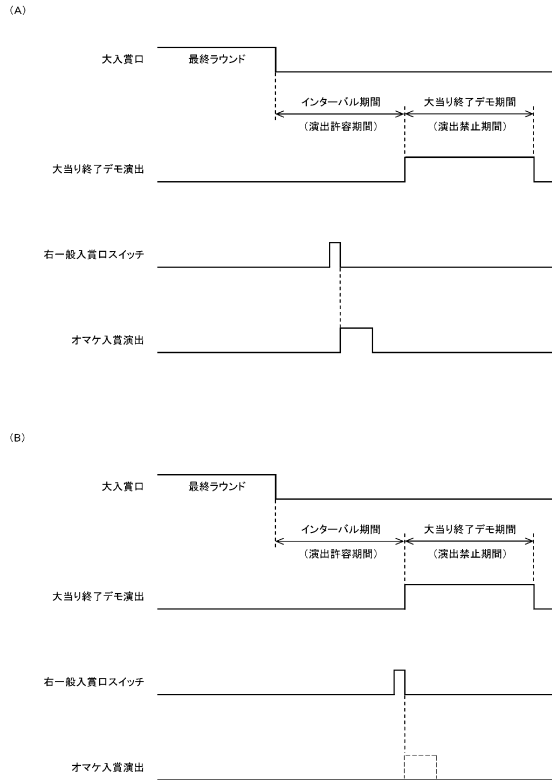 (A)
大入賞口
最終ラウンド
インターバル期間
大当り終了デモ期間
(演出許容期間)
(演出禁止期間)
大当り終了デモ演出
右一般入賞口スイッチ
オマケ入賞演出
(B)
大入賞口
最終ラウンド
インターバル期間
大当り終了デモ期間
(演出許容期間)
(演出禁止期間)
大当り終了デモ演出
右一般入賞口スイッチ
オマケ入賞演出